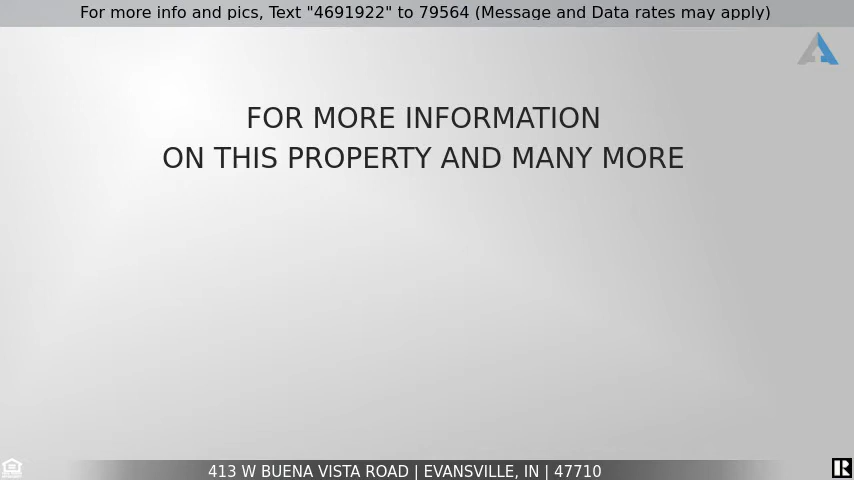 For more info and pics, Text "4691922" to 79564 (Message and Data rates may apply)
FOR MORE INFORMATION
ON THIS PROPERTY AND MANY MORE
413 W BUENA VISTA ROAD | EVANSVILLE, IN | 47710